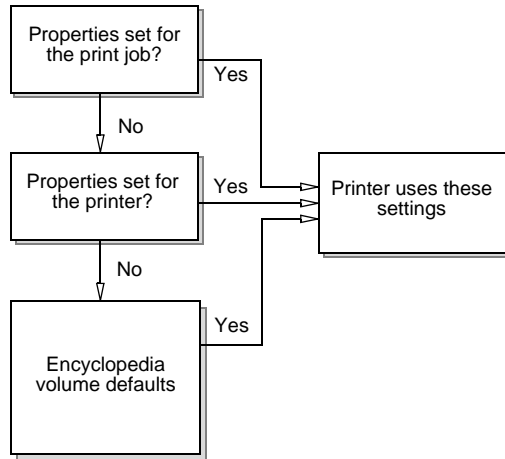 Properties set for
the print job?
Yes
No
Properties set for
the printer?
Yes
Printer uses these
settings
No
Yes
Encyclopedia
volume defaults